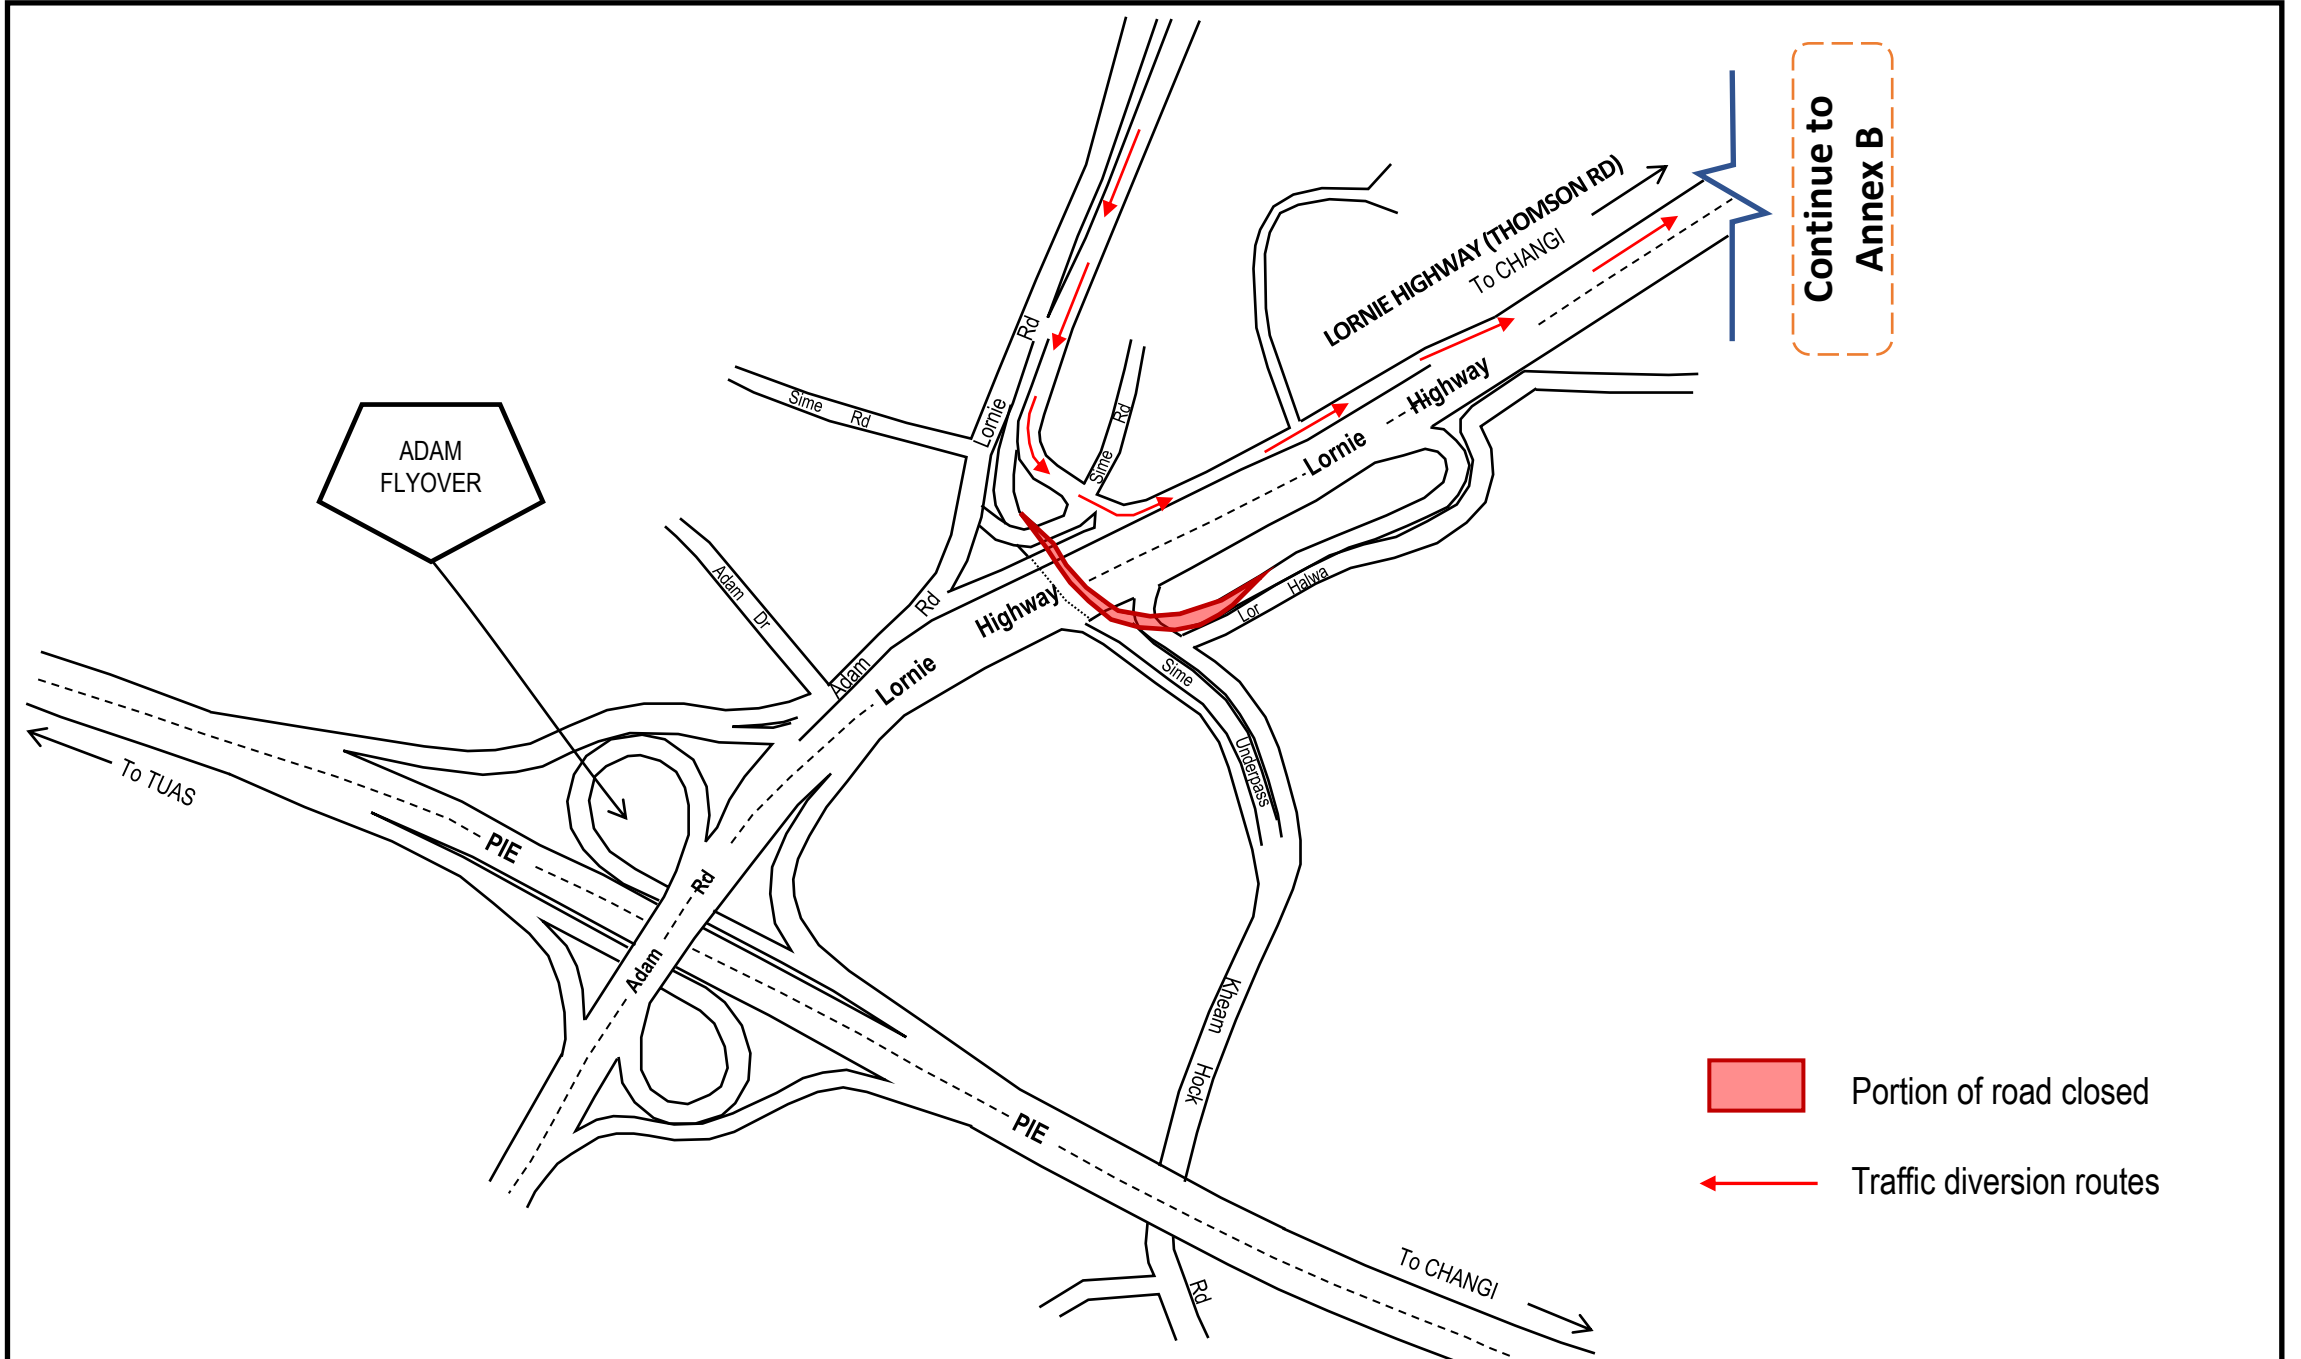 Continue to
Annex B
LORNIE HIGHWAY (THOMSON RD)
To CHANGI
Rd
Lornie
Sime Rd
Sime Rd
Highway
Lornie
ADAM
FLYOVER
Adam Dr
Adam Rd
Highway
Lornie
Lor Halwa
Sime
Underpass
To TUAS
PIE
Adam Rd
Kheam
Hock
Rd
PIE
To CHANGI
Portion of road closed
Traffic diversion routes